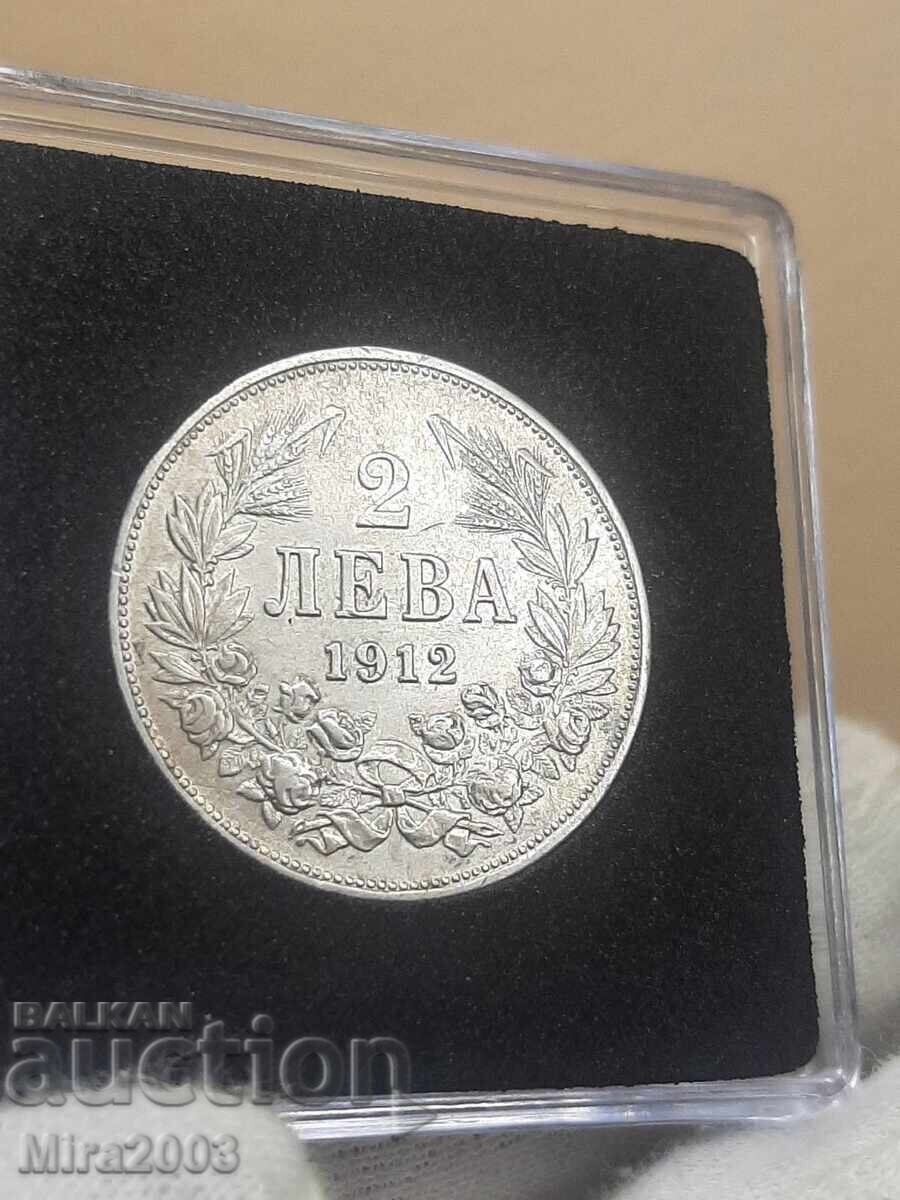 2
ЛЕВА
1912
BALKAN
auction
Mira2003